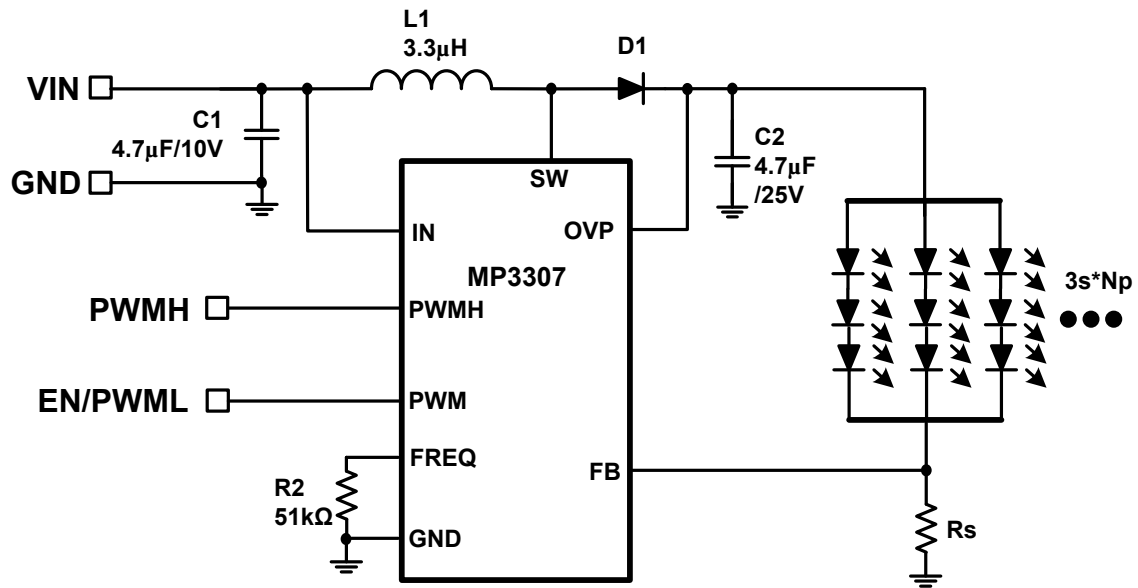 L1
3.3μH
D1
VIN
C1
4.7μF/10V
C2
4.7μF
/25V
GND
SW
IN
OVP
MP3307
3s*Np
PWMH
PWMH
EN/PWML
PWM
FREQ
FB
R2
51kΩ
GND
Rs